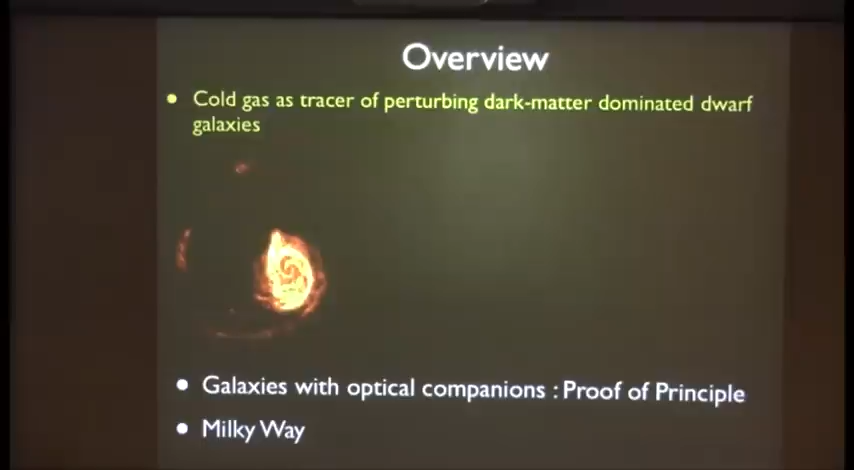 Overview
Cold gas as tracer of perturbing dark-matter dominated dwarf
galaxies
Galaxies with optical companions : Proof of Principle
Milky Way